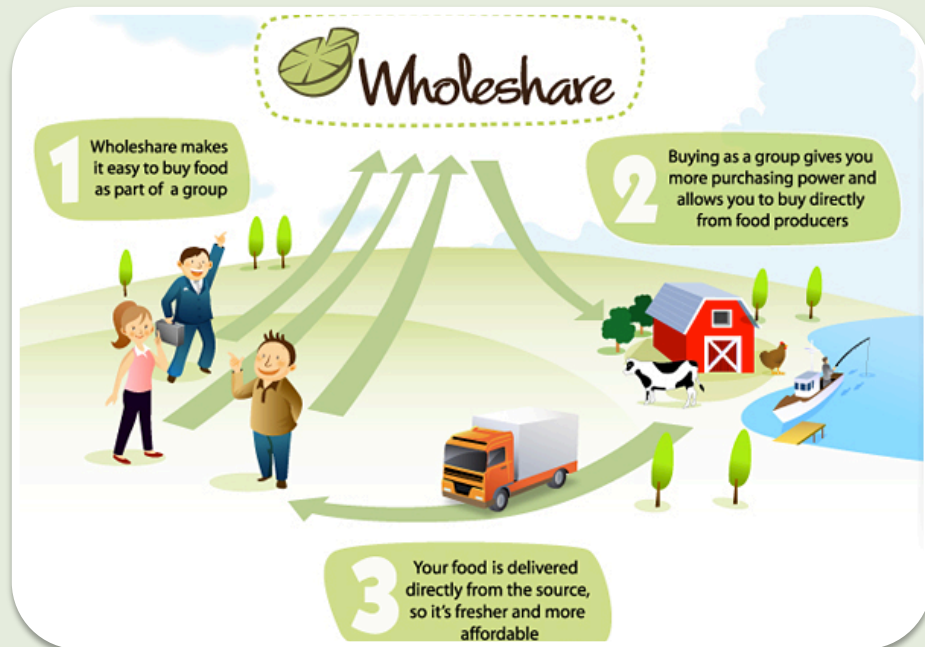 Wholeshare
1
Wholeshare makes
it easy to buy food
as part of a group
2
Buying as a group gives you
more purchasing power and
allows you to buy directly
from food producers
3
Your food is delivered
directly from the source,
so it's fresher and more
affordable